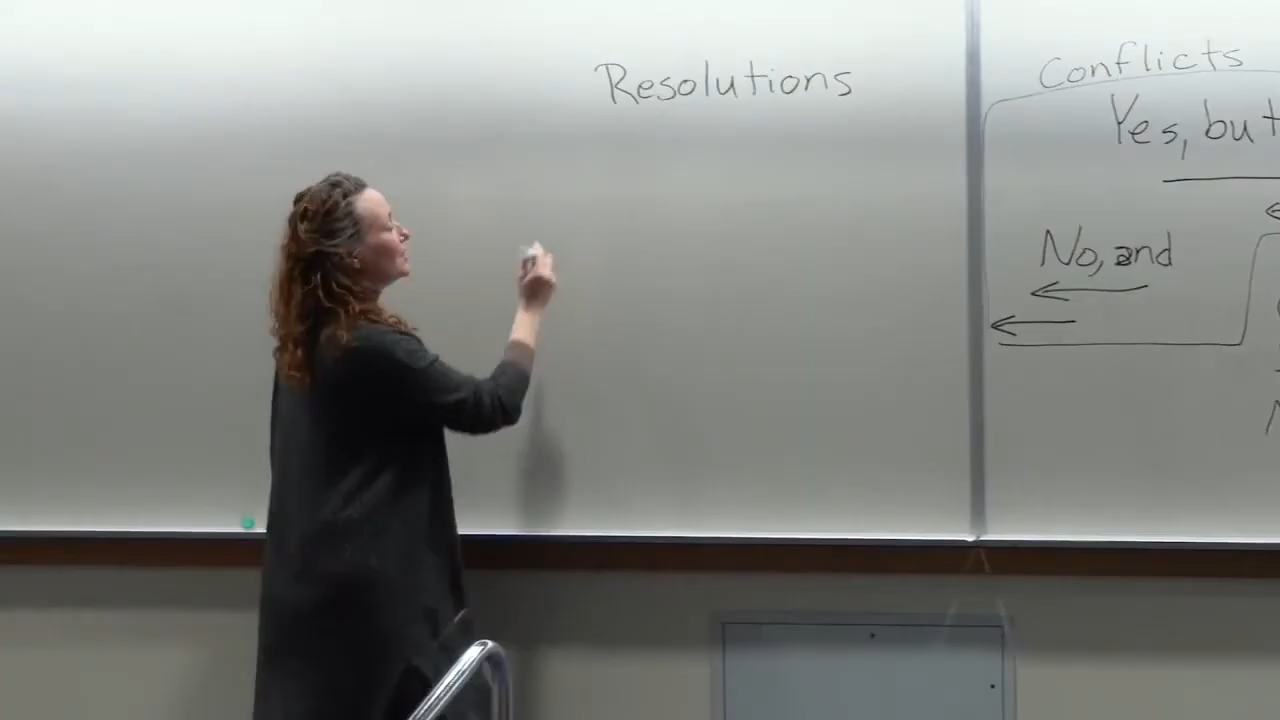 Resolutions
Conflicts
Yes, but
No, and